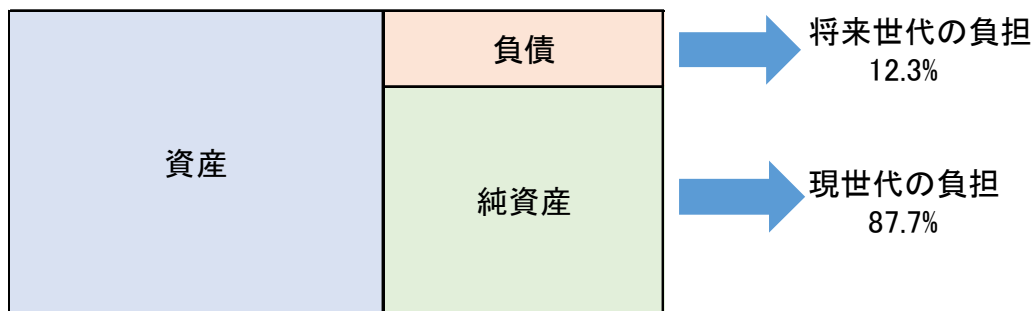 資産
負債
純資産
将来世代の負担
12.3%
現世代の負担
87.7%